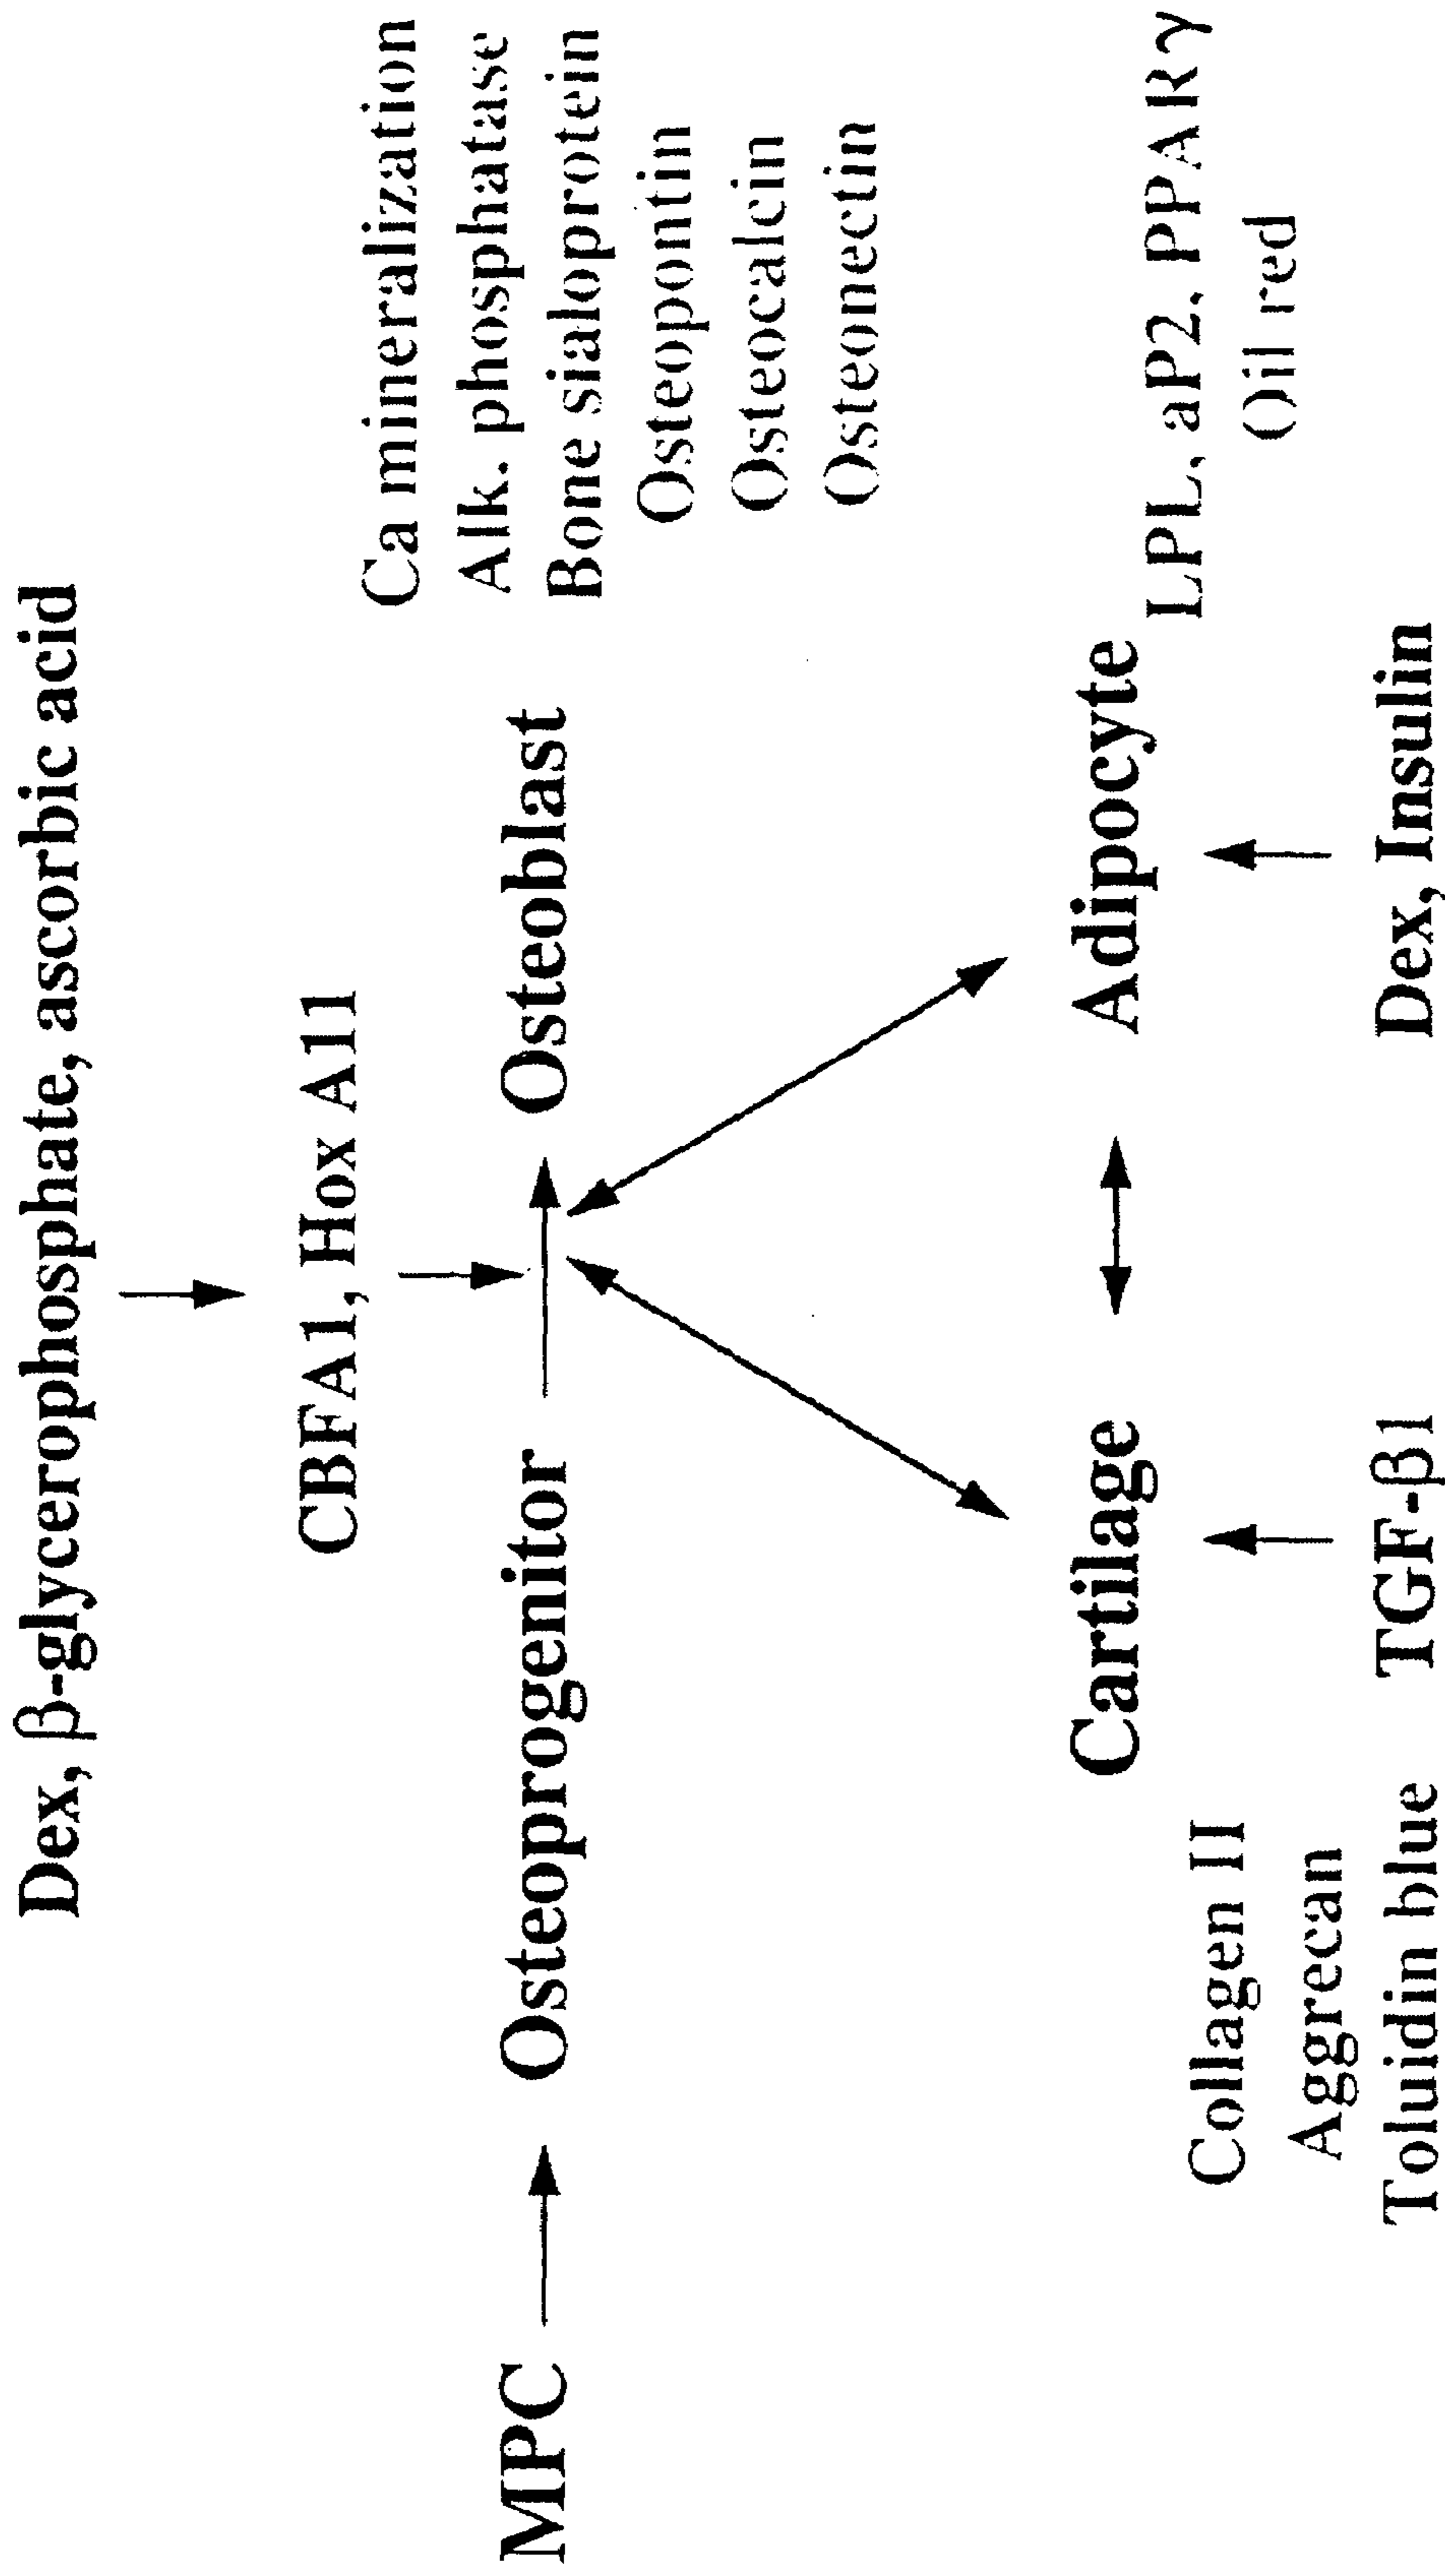 Dex, β-glycerophosphate, ascorbic acid
CBFA1, Hox A11
MPC
Osteoprogenitor
Osteoblast
Ca mineralization
Alk. phosphatase
Bone sialoprotein
Osteopontin
Osteocalcin
Osteonectin
Cartilage
Adipocyte
Collagen II
Aggrecan
Toluidin blue
TGF-β1
LPL, aP2, PPARγ
Oil red
Dex, Insulin